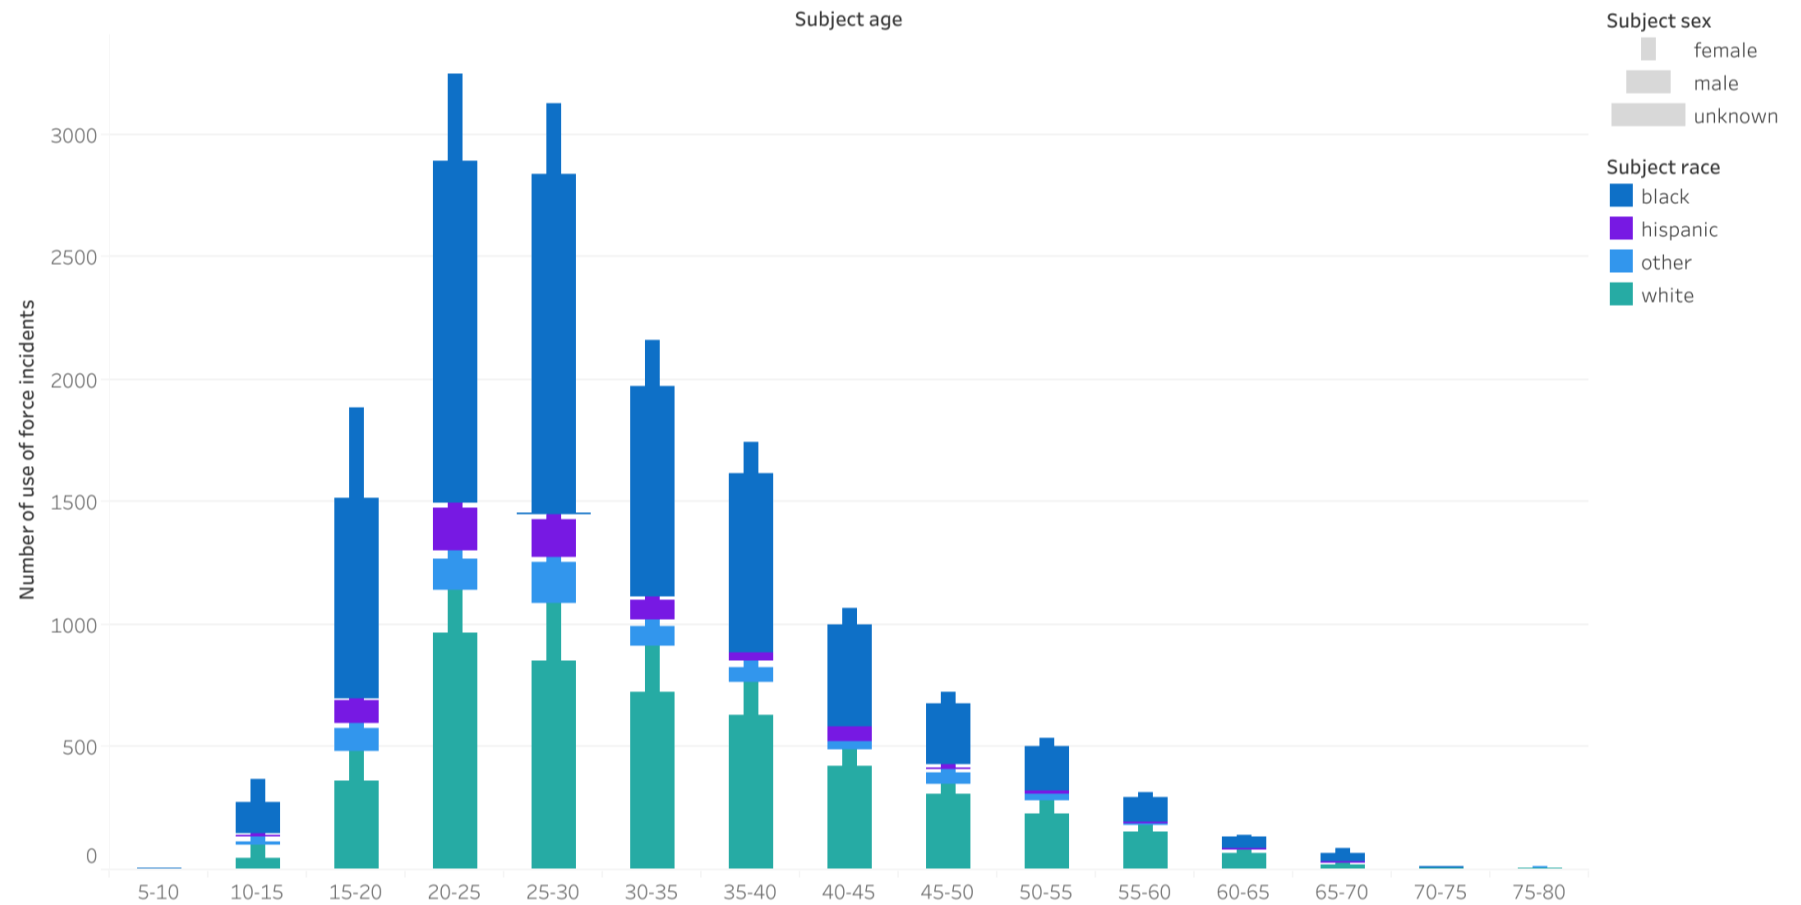 Subject age
Subject sex
female
male
unknown
Subject race
black
hispanic
other
white
Number of use of force incidents
3000
2500
2000
1500
1000
500
0
5-10
10-15
15-20
20-25
25-30
30-35
35-40
40-45
45-50
50-55
55-60
60-65
65-70
70-75
75-80